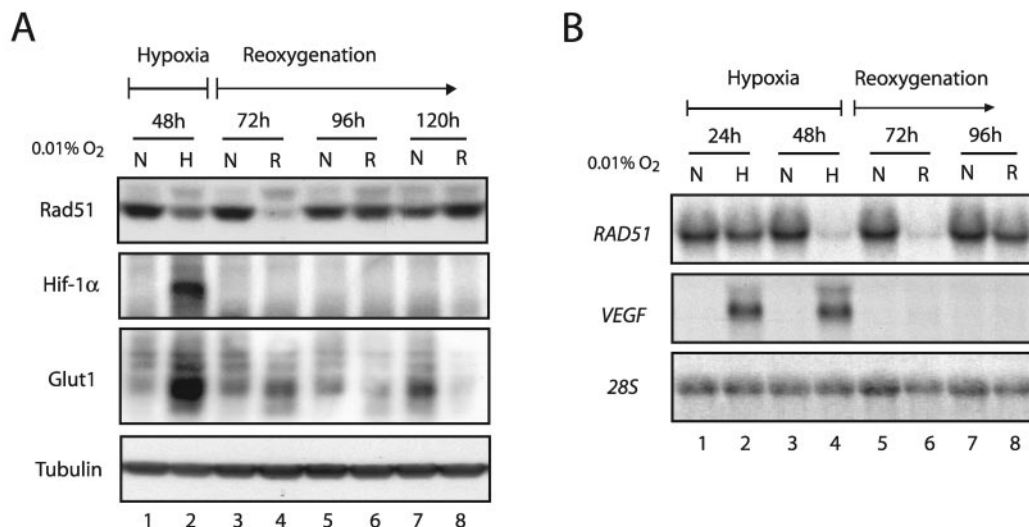 A
Hypoxia Reoxygenation
48h 72h 96h 120h
0.01% O₂ N H N R N R N R
Rad51
Hif-1α
Glut1
Tubulin
1 2 3 4 5 6 7 8
B
Hypoxia Reoxygenation
24h 48h 72h 96h
0.01% O₂ N H N H N R N R
RAD51
VEGF
28S
1 2 3 4 5 6 7 8